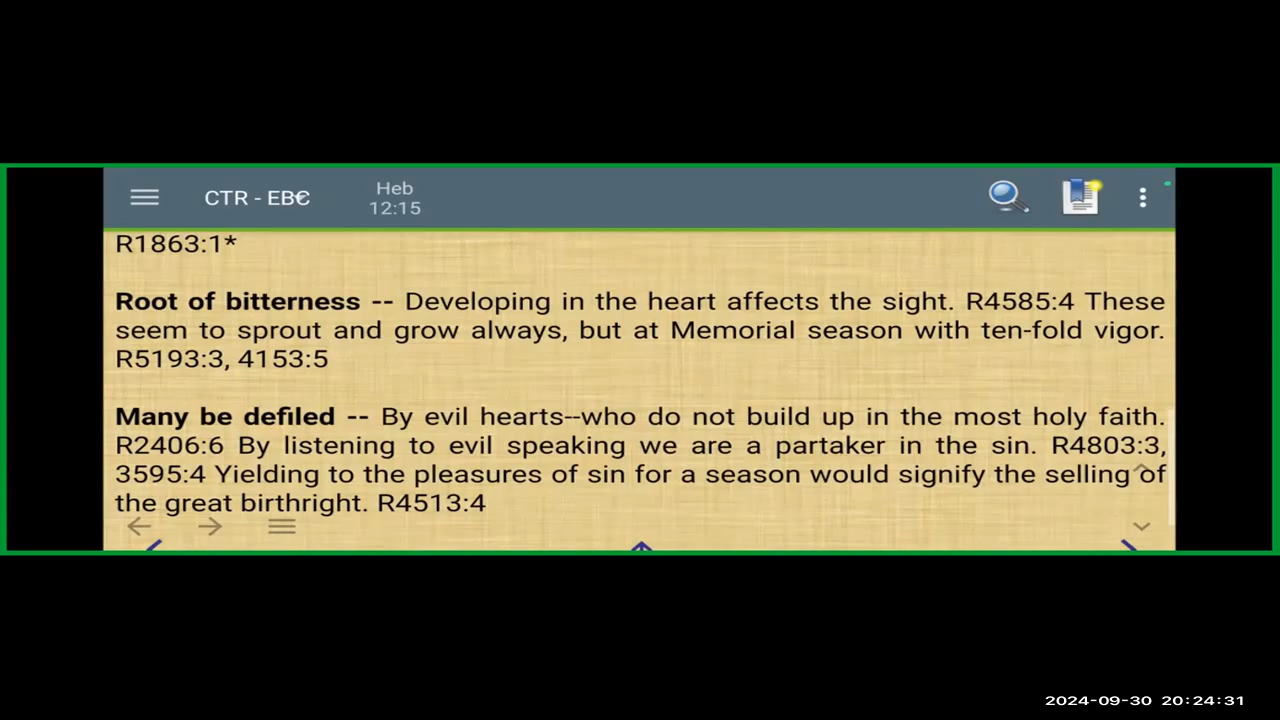 CTR - EBC
Heb
12:15
R1863:1*
Root of bitterness -- Developing in the heart affects the sight. R4585:4 These
seem to sprout and grow always, but at Memorial season with ten-fold vigor.
R5193:3, 4153:5
Many be defiled -- By evil hearts--who do not build up in the most holy faith.
R2406:6 By listening to evil speaking we are a partaker in the sin. R4803:3,
3595:4 Yielding to the pleasures of sin for a season would signify the selling of
the great birthright. R4513:4
2024-09-30 20:24:31